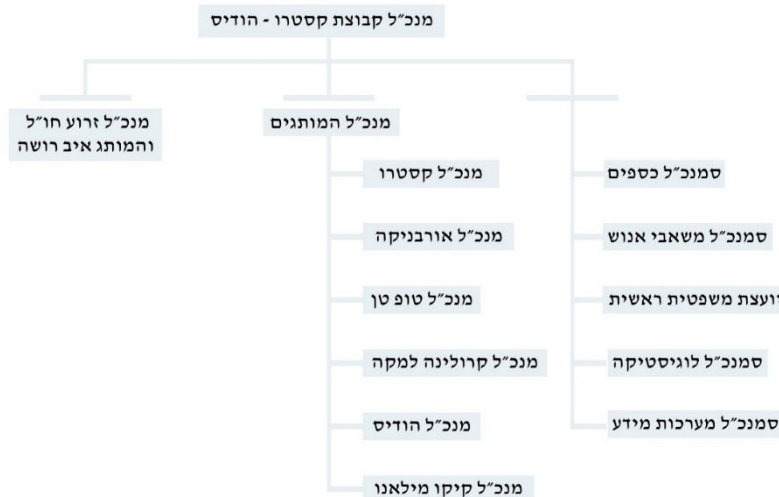 מנכ״ל קבוצת קסטרו - הודיס
סמנכ״ל כספים
סמנכ״ל משאבי אנוש
יועצת משפטית ראשית
סמנכ״ל לוגיסטיקה
סמנכ״ל מערכות מידע
מנכ״ל המותגים
מנכ״ל קסטרו
מנכ״ל אורבניקה
מנכ״ל טופ טן
מנכ״ל קרולינה למקה
מנכ״ל הודיס
מנכ״ל קיקו מילאנו
מנכ״ל זרוע חו״ל
והמותג איב רושה